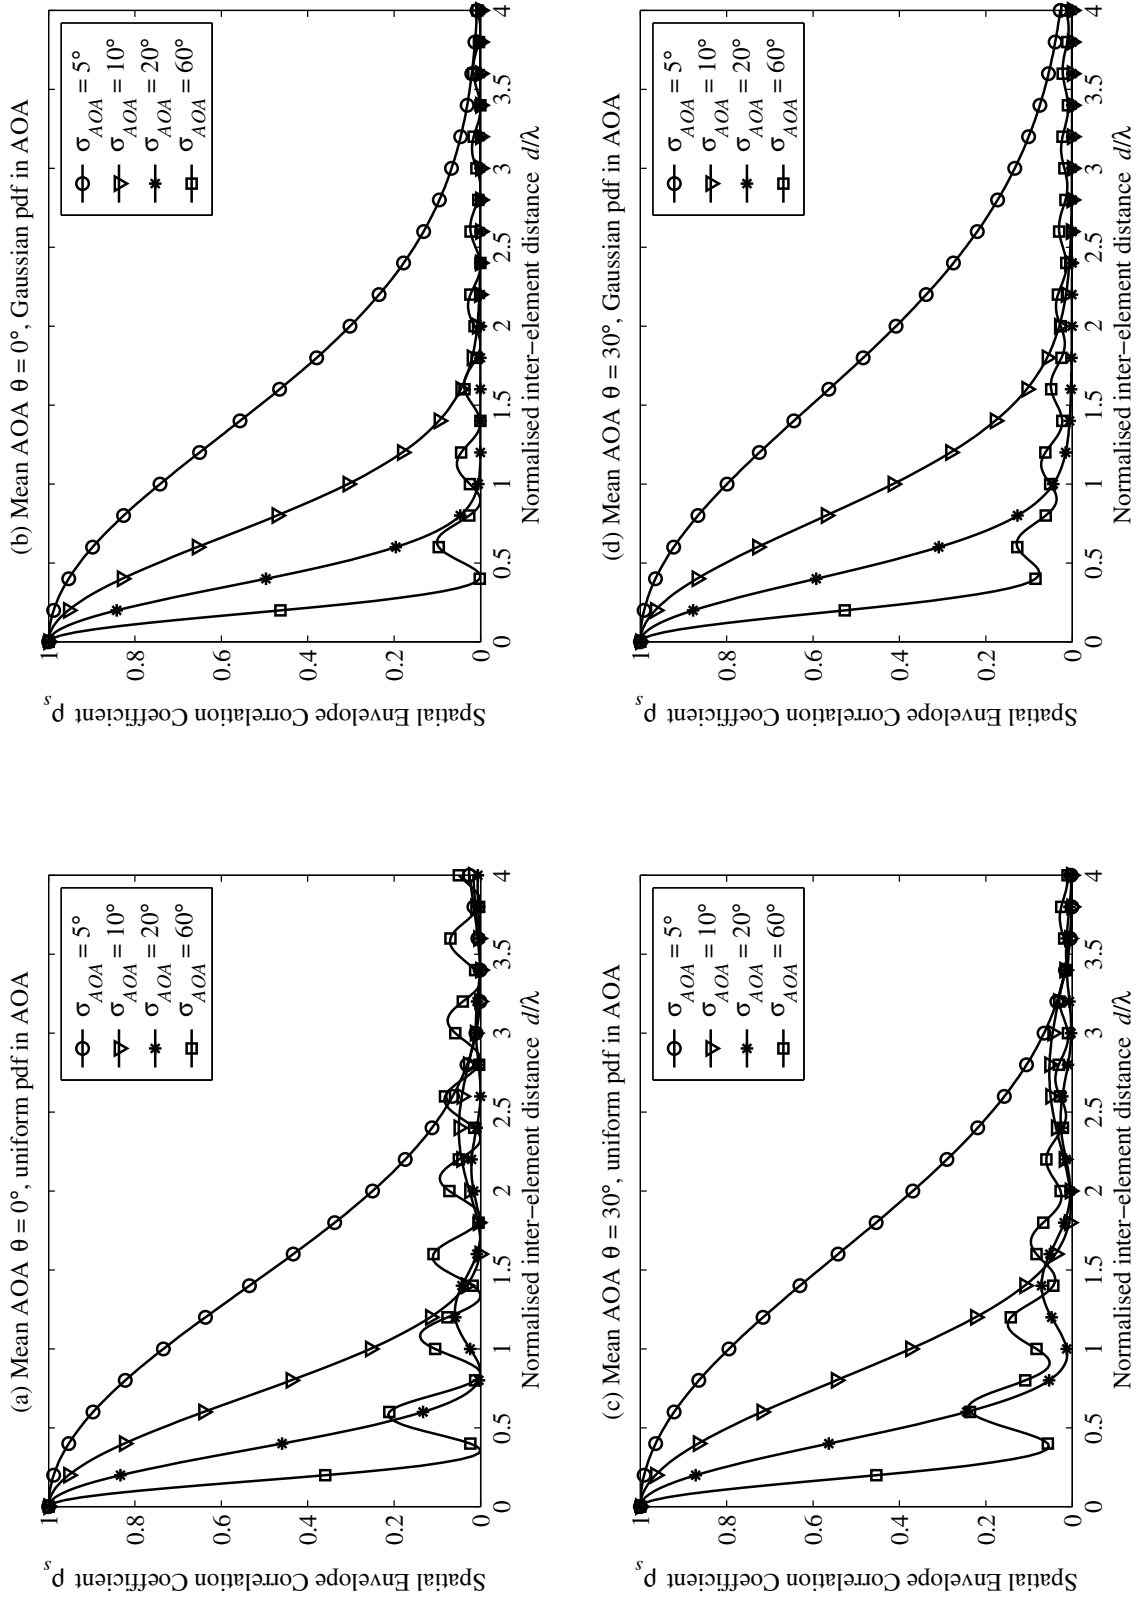 (a) Mean AOA θ = 0°, uniform pdf in AOA
1
0.8
0.6
0.4
0.2
0
Spatial Envelope Correlation Coefficient ρs
0 0.5 1 1.5 2 2.5 3 3.5 4
Normalised inter−element distance d/λ
σAOA = 5°
σAOA = 10°
σAOA = 20°
σAOA = 60°
(b) Mean AOA θ = 0°, Gaussian pdf in AOA
1
0.8
0.6
0.4
0.2
0
Spatial Envelope Correlation Coefficient ρs
0 0.5 1 1.5 2 2.5 3 3.5 4
Normalised inter−element distance d/λ
σAOA = 5°
σAOA = 10°
σAOA = 20°
σAOA = 60°
(c) Mean AOA θ = 30°, uniform pdf in AOA
1
0.8
0.6
0.4
0.2
0
Spatial Envelope Correlation Coefficient ρs
0 0.5 1 1.5 2 2.5 3 3.5 4
Normalised inter−element distance d/λ
σAOA = 5°
σAOA = 10°
σAOA = 20°
σAOA = 60°
(d) Mean AOA θ = 30°, Gaussian pdf in AOA
1
0.8
0.6
0.4
0.2
0
Spatial Envelope Correlation Coefficient ρs
0 0.5 1 1.5 2 2.5 3 3.5 4
Normalised inter−element distance d/λ
σAOA = 5°
σAOA = 10°
σAOA = 20°
σAOA = 60°